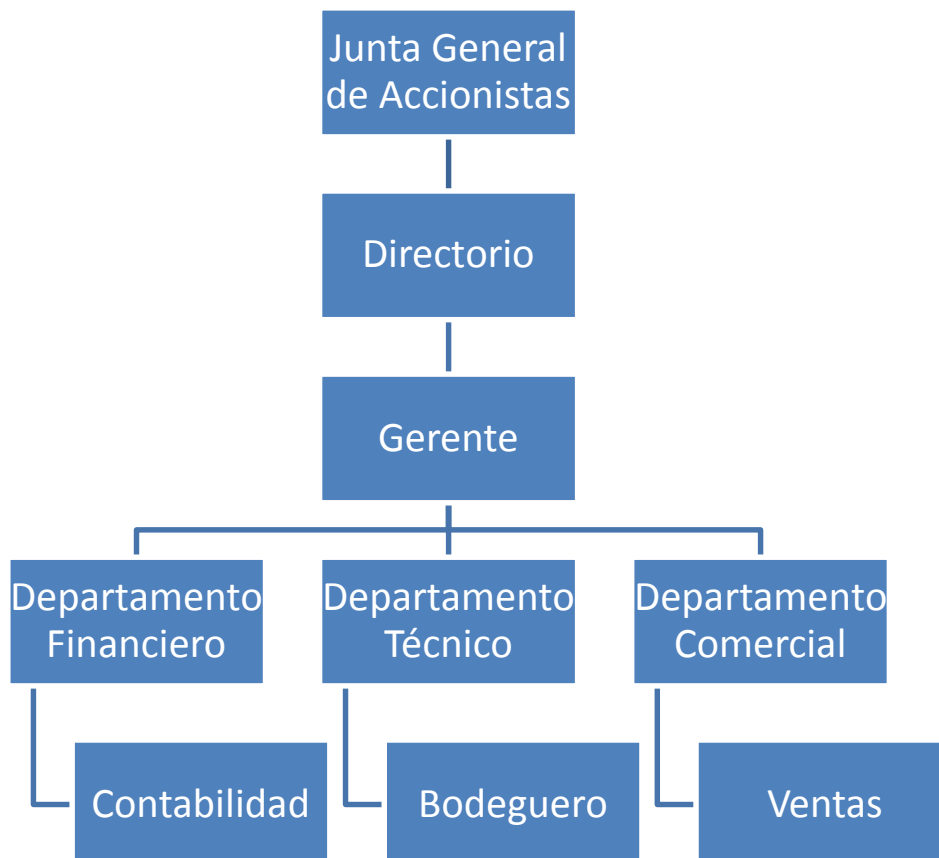 Junta General
de Accionistas
Directorio
Gerente
Departamento
Financiero
Departamento
Técnico
Departamento
Comercial
Contabilidad
Bodeguero
Ventas